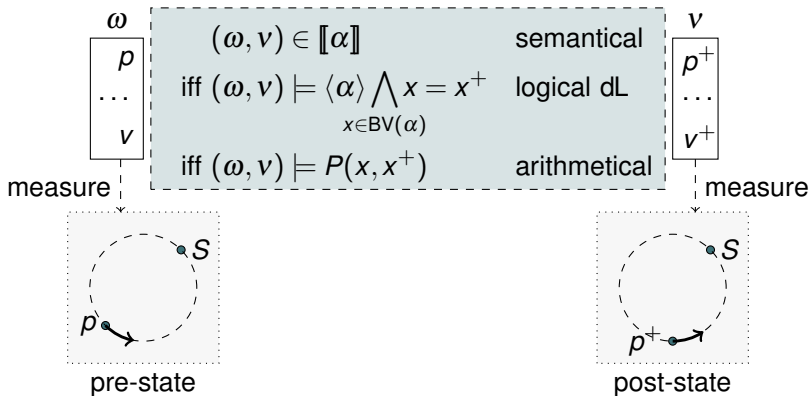 ω ν
p (ω, ν) ∈ ⟦α⟧ semantical p⁺
... iff (ω, ν) ⊨ ⟨α⟩ ⋀ x = x⁺ logical dL ...
x∈BV(α)
v iff (ω, ν) ⊨ P(x, x⁺) arithmetical v⁺
measure measure
S S
p p⁺
pre-state post-state